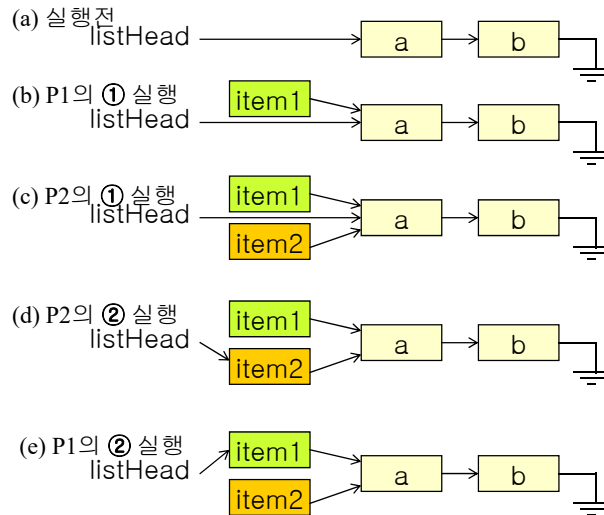 (a) 실행전
listHead
a
b
(b) P1의 ① 실행
listHead
item1
a
b
(c) P2의 ① 실행
listHead
item1
item2
a
b
(d) P2의 ② 실행
listHead
item1
item2
a
b
(e) P1의 ② 실행
listHead
item1
item2
a
b